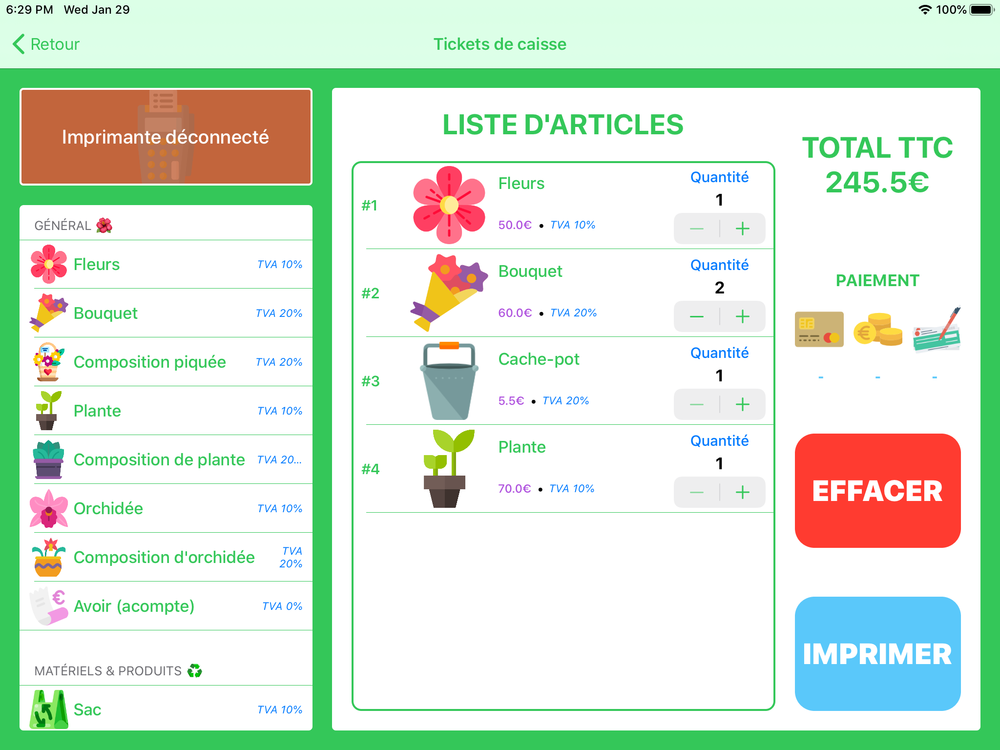 6:29 PM Wed Jan 29
100%
Retour
Tickets de caisse
Imprimante déconnecté
GÉNÉRAL
Fleurs TVA 10%
Bouquet TVA 20%
Composition piquée TVA 20%
Plante TVA 10%
Composition de plante TVA 20...
Orchidée TVA 10%
Composition d'orchidée TVA
20%
Avoir (acompte) TVA 0%
MATÉRIELS & PRODUITS
Sac TVA 10%
LISTE D'ARTICLES
#1
Fleurs
50.0€ • TVA 10%
Quantité
1
− +
#2
Bouquet
60.0€ • TVA 20%
Quantité
2
− +
#3
Cache-pot
5.5€ • TVA 20%
Quantité
1
− +
#4
Plante
70.0€ • TVA 10%
Quantité
1
− +
TOTAL TTC
245.5€
PAIEMENT
- - -
EFFACER
IMPRIMER